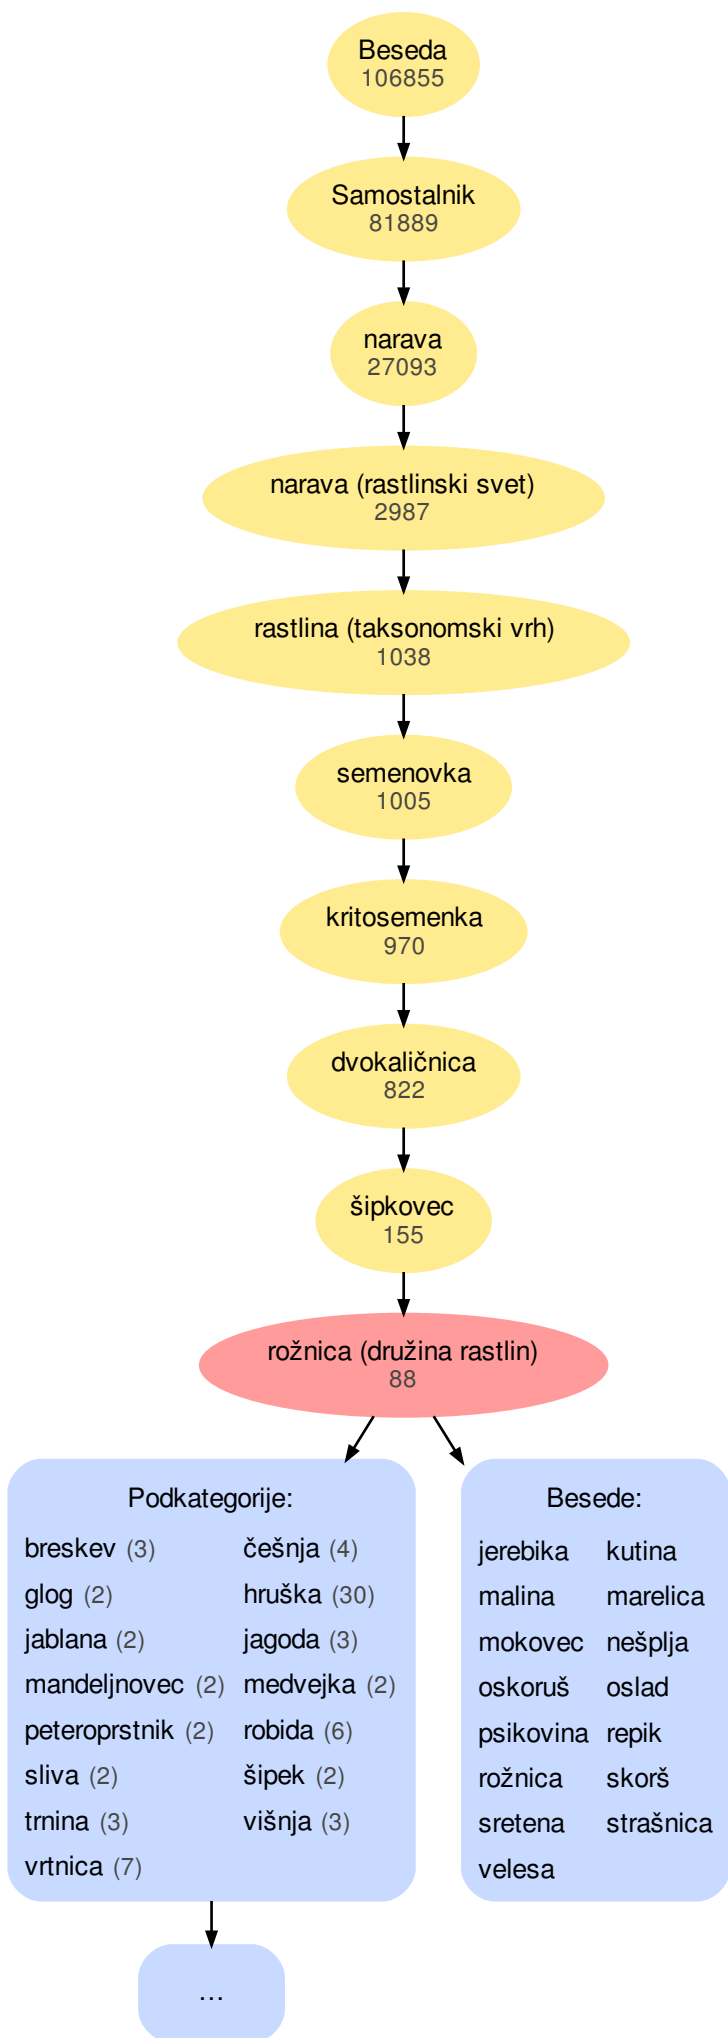 Beseda
106855
Samostalnik
81889
narava
27093
narava (rastlinski svet)
2987
rastlina (taksonomski vrh)
1038
semenovka
1005
kritosemenka
970
dvokaličnica
822
šipkovec
155
rožnica (družina rastlin)
88
Podkategorije:
breskev (3) češnja (4)
glog (2) hruška (30)
jablana (2) jagoda (3)
mandeljnovec (2) medvejka (2)
peteroprstnik (2) robida (6)
sliva (2) šipek (2)
trnina (3) višnja (3)
vrtnica (7)
Besede:
jerebika kutina
malina marelica
mokovec nešplja
oskoruš oslad
psikovina repik
rožnica skorš
sretena strašnica
velesa
...